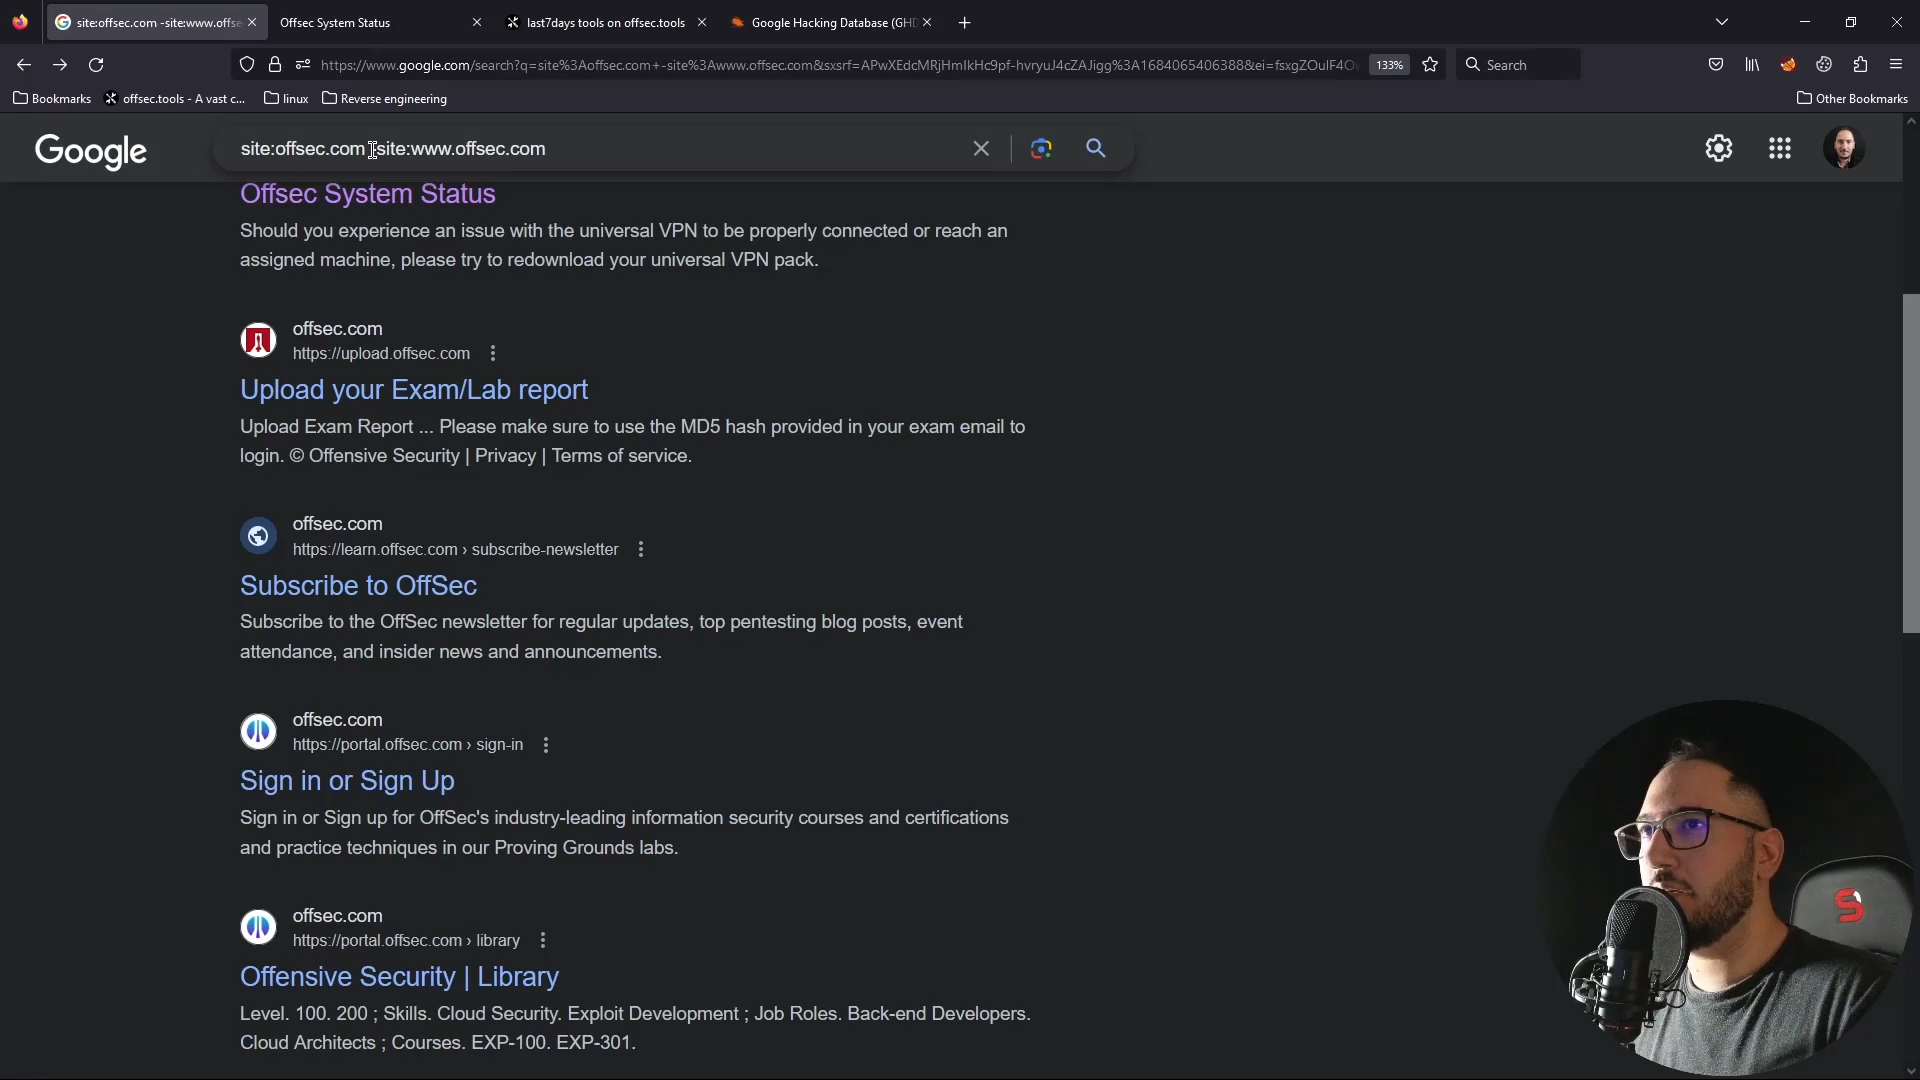 site:offsec.com -site:www.offse
Offsec System Status
last7days tools on offsec.tools
Google Hacking Database (GHD
https://www.google.com/search?q=site%3Aoffsec.com+-site%3Awww.offsec.com&sxsrf=APwXEdcMRjHmIkHc9pf-hvryuJ4cZAJigg%3A1684065406388&ei=fsxgZOulF4O
133%
Search
Bookmarks
offsec.tools - A vast c...
linux
Reverse engineering
Other Bookmarks
Google
site:offsec.com -site:www.offsec.com
Offsec System Status
Should you experience an issue with the universal VPN to be properly connected or reach an
assigned machine, please try to redownload your universal VPN pack.
offsec.com
https://upload.offsec.com
Upload your Exam/Lab report
Upload Exam Report ... Please make sure to use the MD5 hash provided in your exam email to
login. © Offensive Security | Privacy | Terms of service.
offsec.com
https://learn.offsec.com › subscribe-newsletter
Subscribe to OffSec
Subscribe to the OffSec newsletter for regular updates, top pentesting blog posts, event
attendance, and insider news and announcements.
offsec.com
https://portal.offsec.com › sign-in
Sign in or Sign Up
Sign in or Sign up for OffSec's industry-leading information security courses and certifications
and practice techniques in our Proving Grounds labs.
offsec.com
https://portal.offsec.com › library
Offensive Security | Library
Level. 100. 200 ; Skills. Cloud Security. Exploit Development ; Job Roles. Back-end Developers.
Cloud Architects ; Courses. EXP-100. EXP-301.